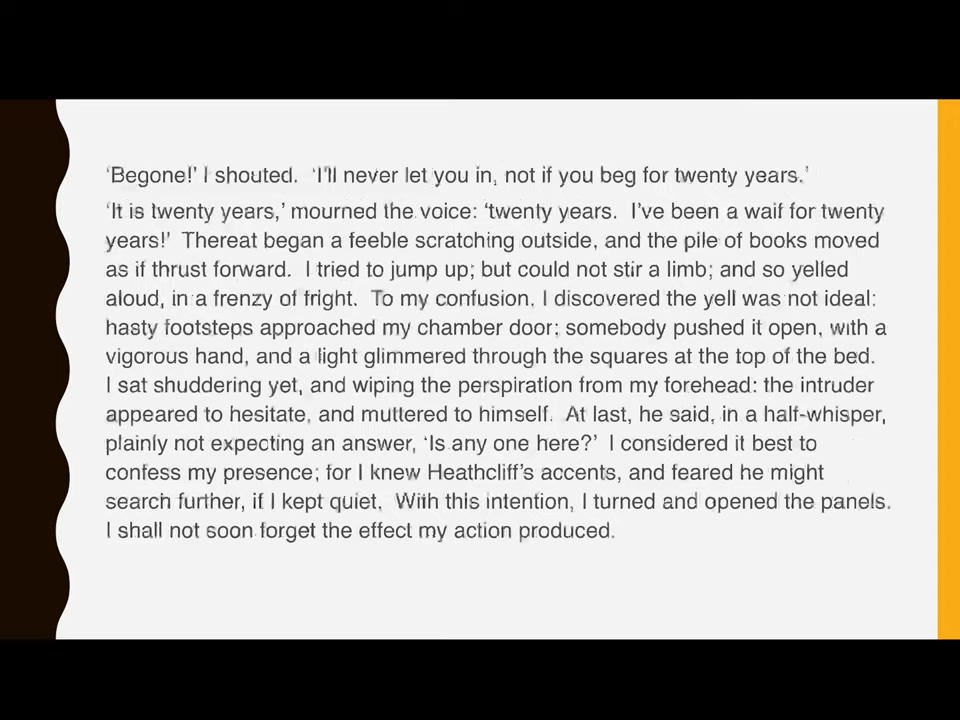 ‘Begone!’ I shouted.  ‘I’ll never let you in, not if you beg for twenty years.’
‘It is twenty years,’ mourned the voice: ‘twenty years.  I’ve been a waif for twenty
years!’  Thereat began a feeble scratching outside, and the pile of books moved
as if thrust forward.  I tried to jump up; but could not stir a limb; and so yelled
aloud, in a frenzy of fright.  To my confusion, I discovered the yell was not ideal:
hasty footsteps approached my chamber door; somebody pushed it open, with a
vigorous hand, and a light glimmered through the squares at the top of the bed.
I sat shuddering yet, and wiping the perspiration from my forehead: the intruder
appeared to hesitate, and muttered to himself.  At last, he said, in a half-whisper,
plainly not expecting an answer, ‘Is any one here?’  I considered it best to
confess my presence; for I knew Heathcliff’s accents, and feared he might
search further, if I kept quiet.  With this intention, I turned and opened the panels.
I shall not soon forget the effect my action produced.